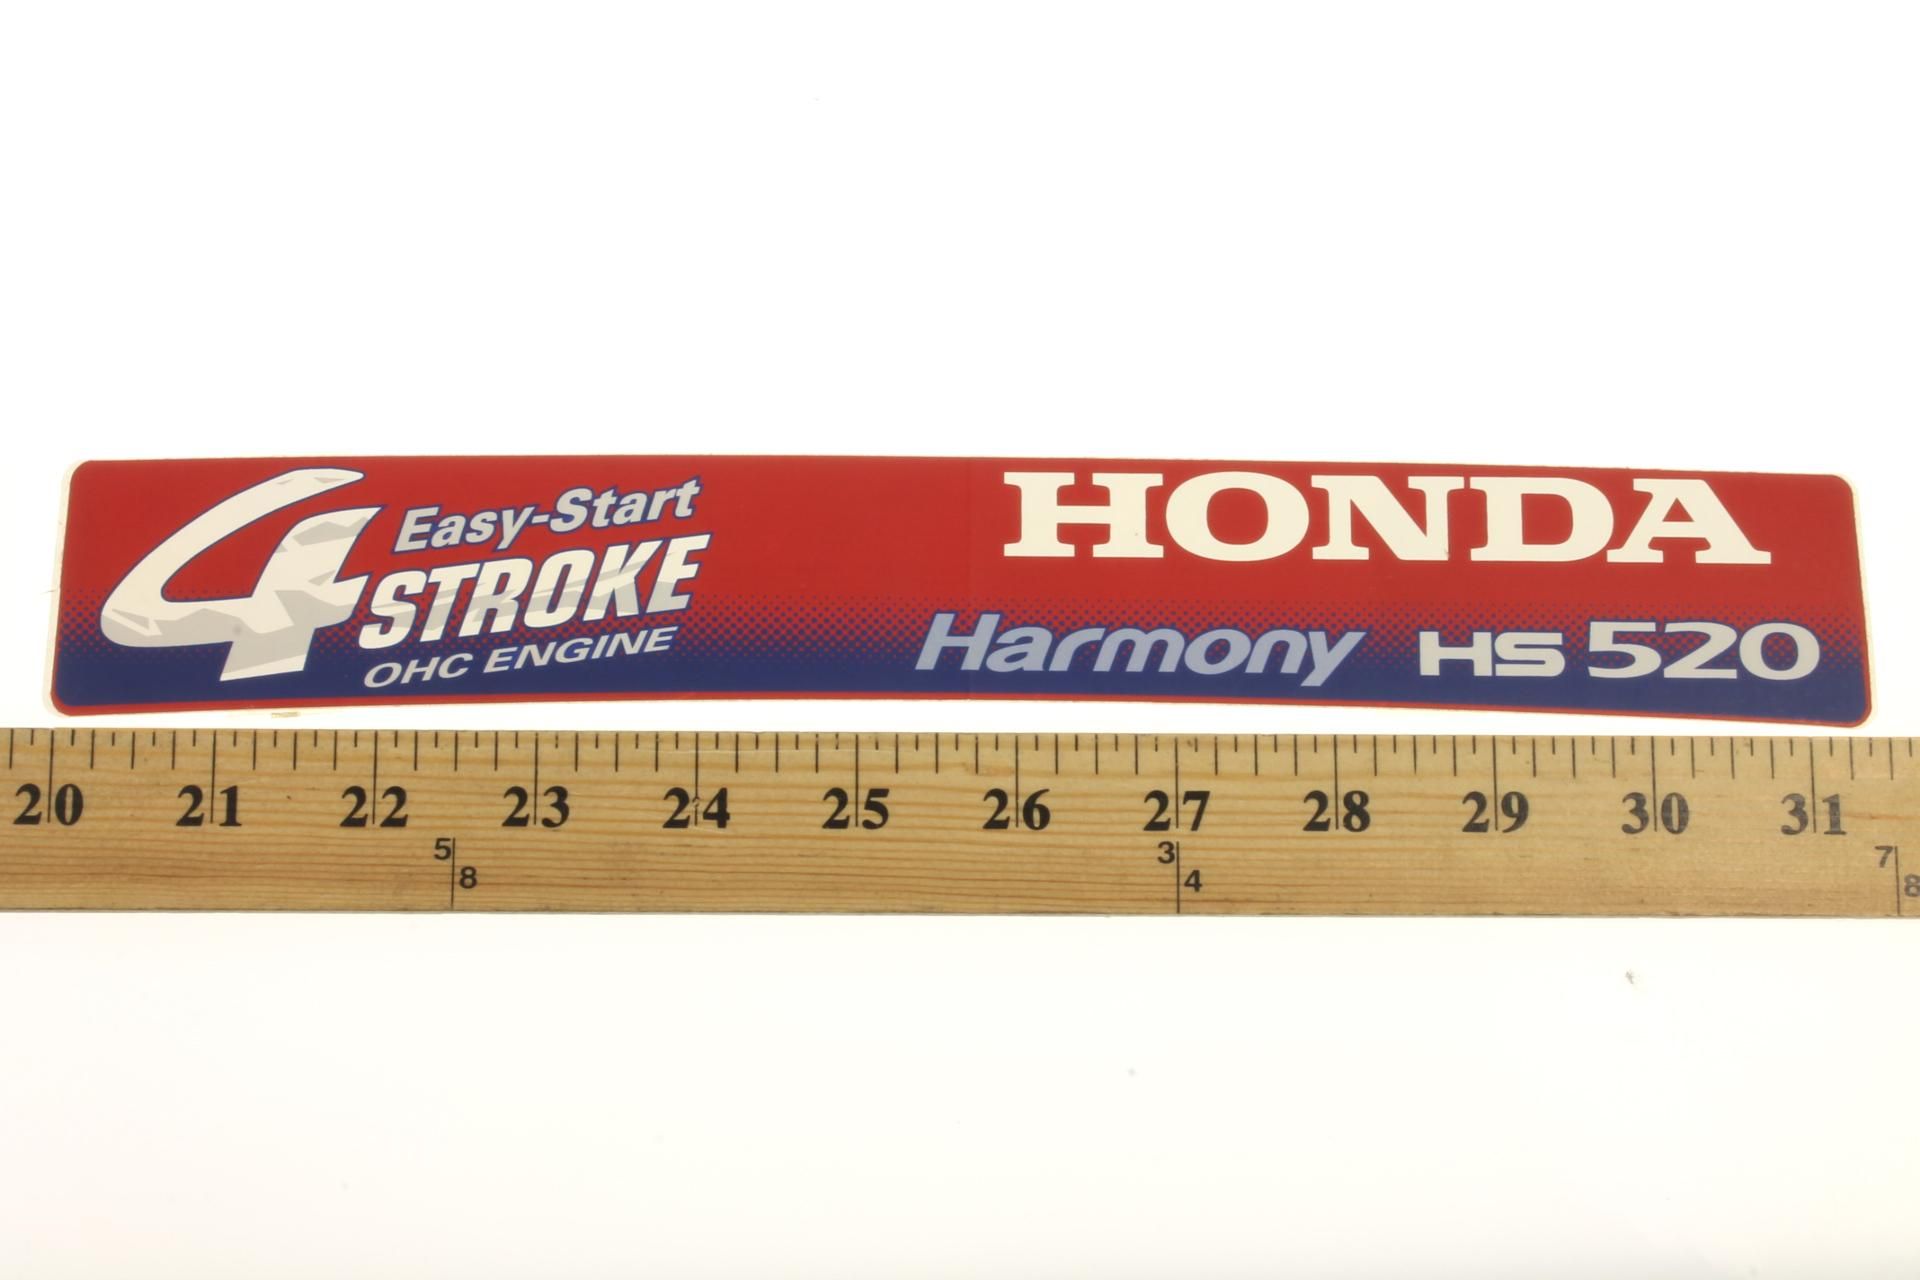 4 Easy-Start
STROKE
OHC ENGINE
HONDA
Harmony HS 520
20 21 22 23 24 25 26 27 28 29 30 31
5 8 3 4 7 8